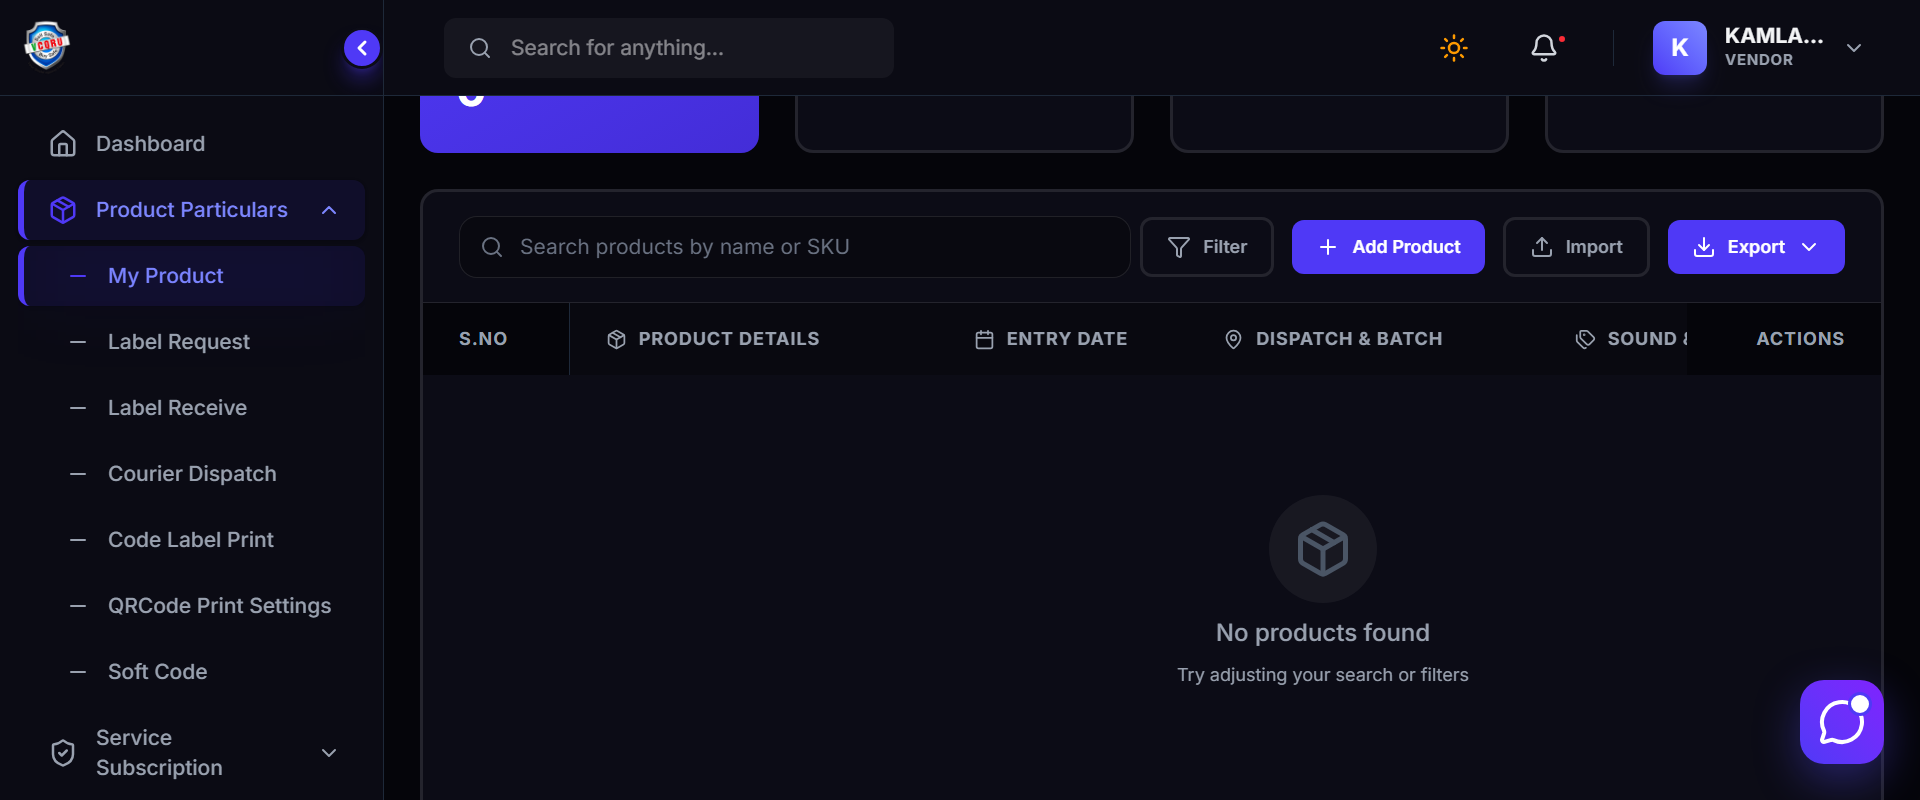 VCQRU
Search for anything...
K
KAMLA...
VENDOR
Dashboard
Product Particulars
My Product
Label Request
Label Receive
Courier Dispatch
Code Label Print
QRCode Print Settings
Soft Code
Service
Subscription
Search products by name or SKU
Filter
Add Product
Import
Export
S.NO
PRODUCT DETAILS
ENTRY DATE
DISPATCH & BATCH
SOUND &
ACTIONS
No products found
Try adjusting your search or filters